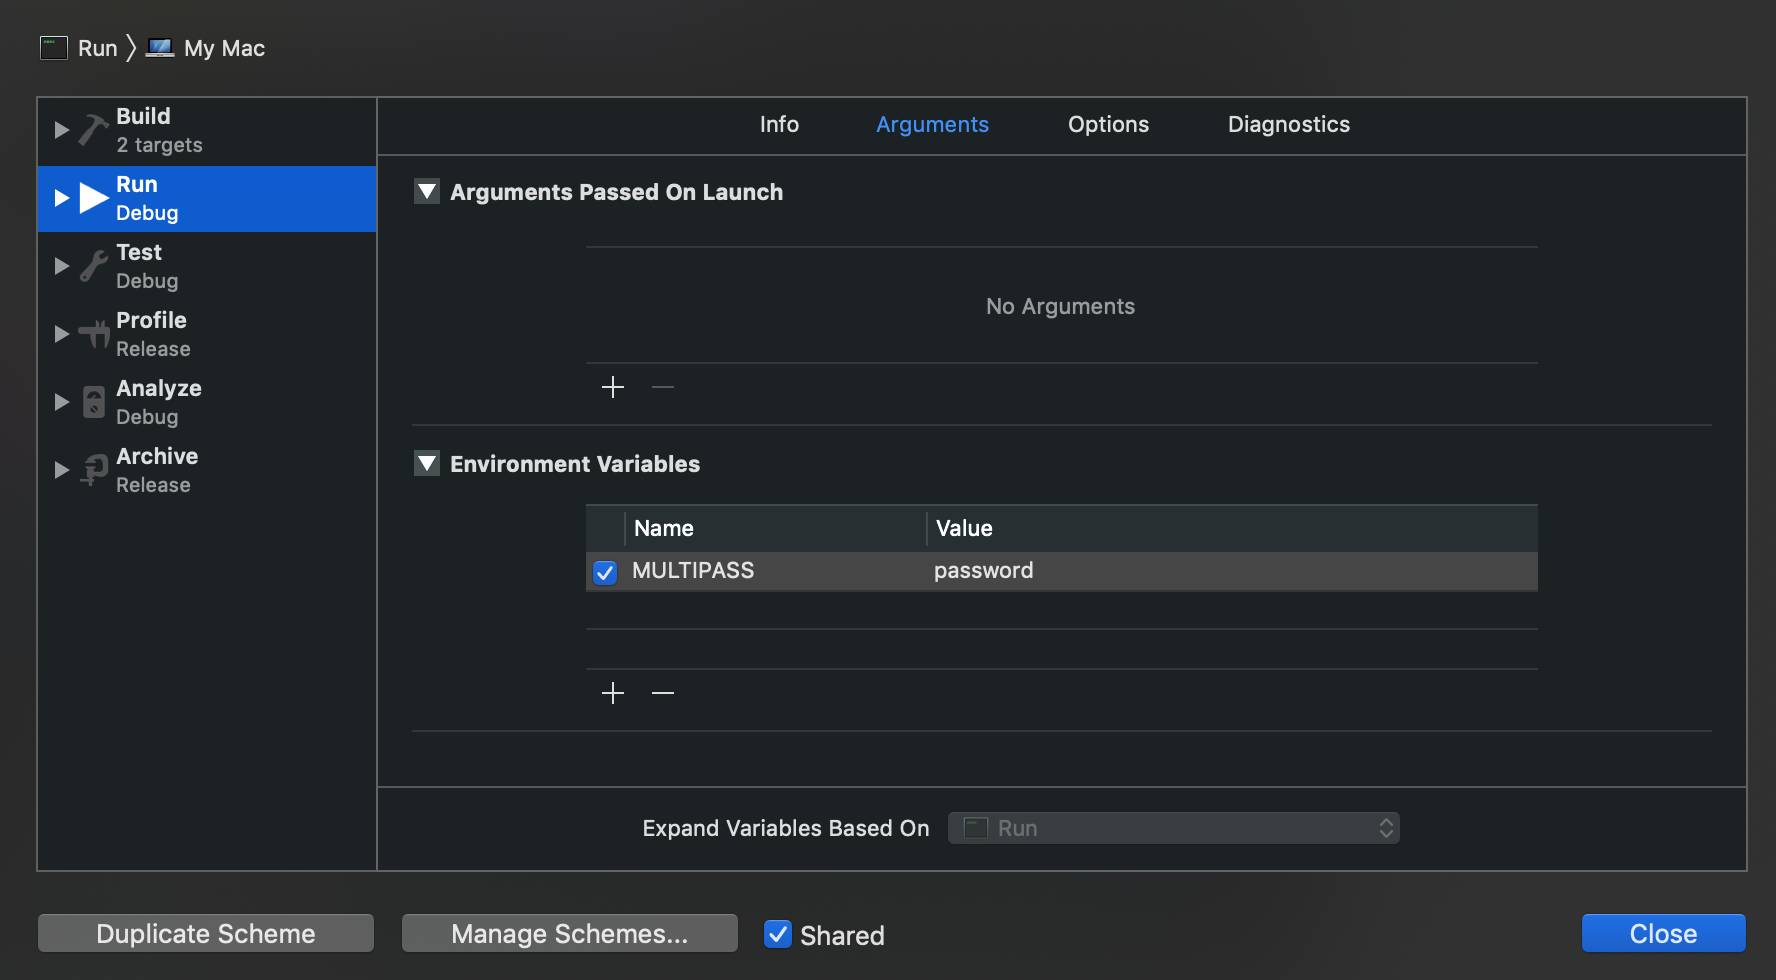 Run 〉 My Mac
Build
2 targets
Run
Debug
Test
Debug
Profile
Release
Analyze
Debug
Archive
Release
Info Arguments Options Diagnostics
Arguments Passed On Launch
No Arguments
Environment Variables
Name Value
MULTIPASS password
Expand Variables Based On Run
Duplicate Scheme Manage Schemes... Shared Close